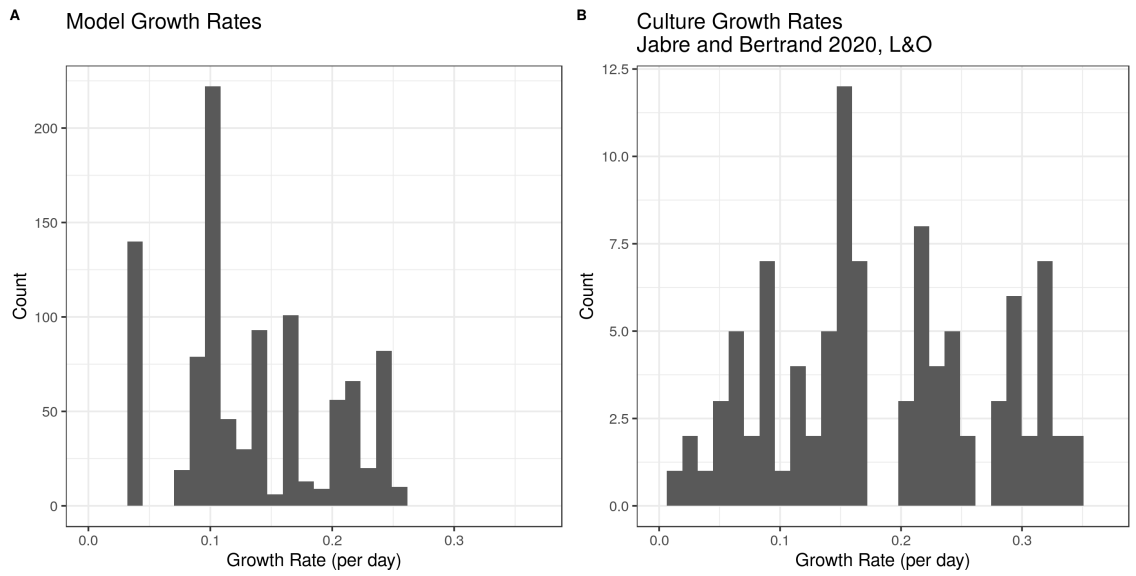 A
Model Growth Rates
200
150
100
50
0
Count
0.0
0.1
0.2
0.3
Growth Rate (per day)
B
Culture Growth Rates
Jabre and Bertrand 2020, L&O
12.5
10.0
7.5
5.0
2.5
0.0
Count
0.0
0.1
0.2
0.3
Growth Rate (per day)